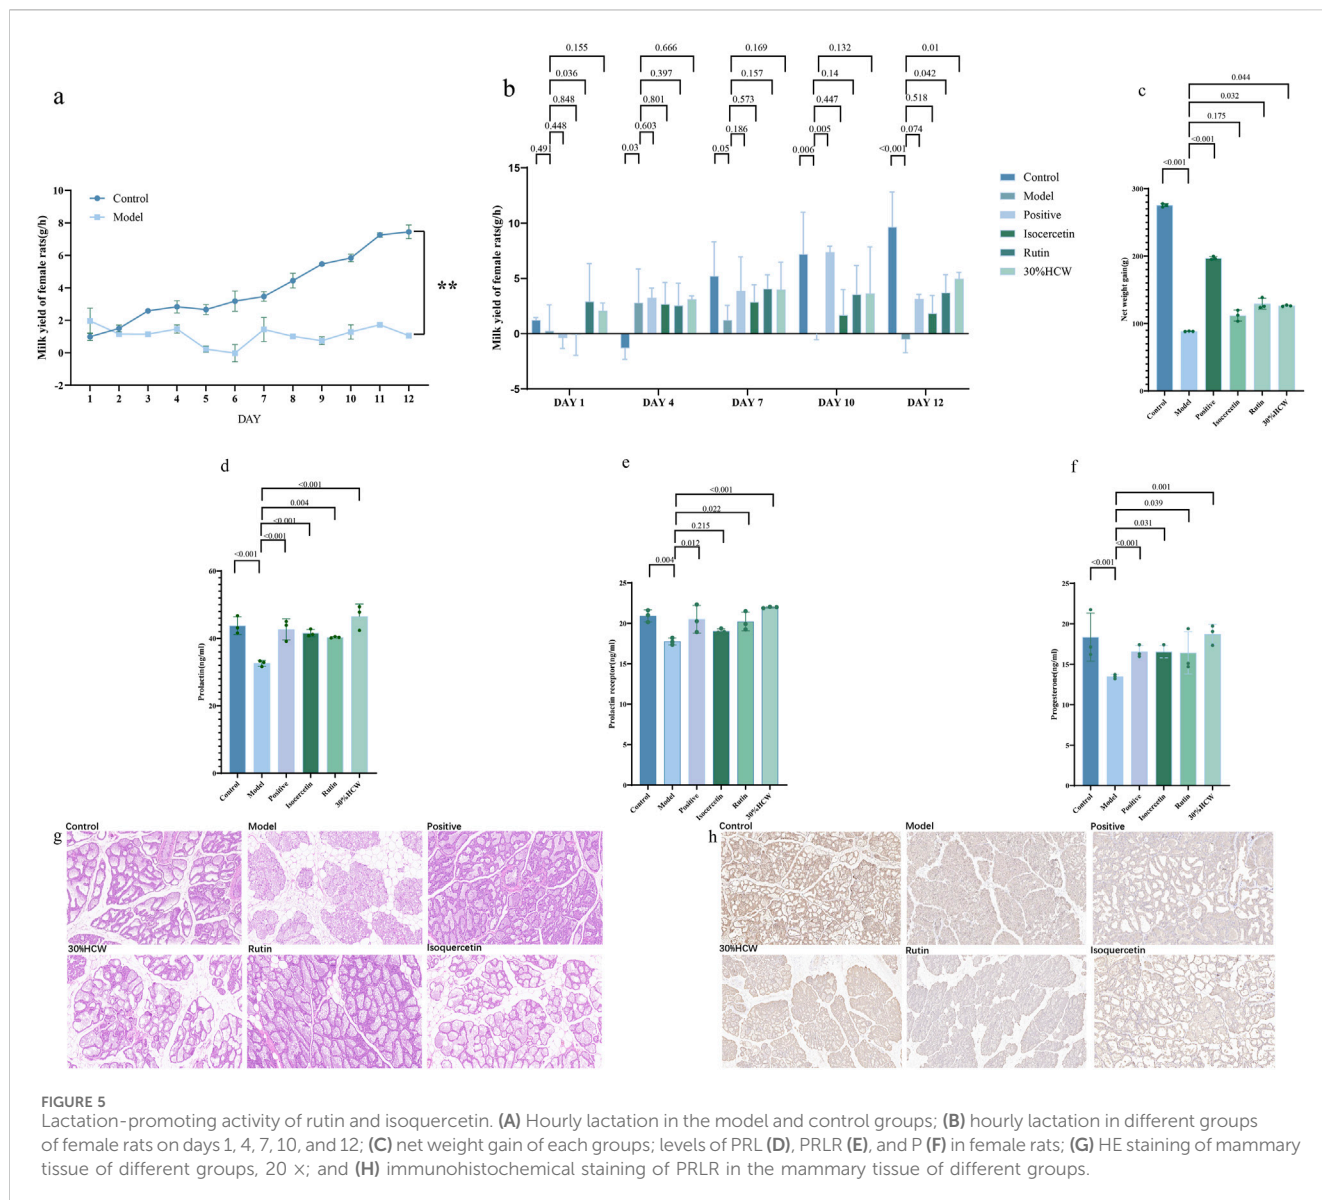 a
Milk yield of female rats(g/h)
10
8
6
4
2
0
-2
Control
Model
**
1 2 3 4 5 6 7 8 9 10 11 12
DAY
b
0.155 0.666 0.169 0.132 0.01
0.036 0.397 0.157 0.14 0.042
0.848 0.801 0.573 0.447 0.518
0.448 0.603 0.186 0.005 0.074
0.491 0.03 0.05 0.006 <0.001
Milk yield of female rats(g/h)
15
10
5
0
-5
DAY 1 DAY 4 DAY 7 DAY 10 DAY 12
Control
Model
Positive
Isocercetin
Rutin
30%HCW
c
0.044
0.032
0.175
<0.001
<0.001
Net weight gain(g)
300
200
100
0
Control Model Positive Isocercetin Rutin 30%HCW
d
<0.001
0.004
<0.001
<0.001
<0.001
Prolactin(ng/ml)
60
40
20
0
Control Model Positive Isocercetin Rutin 30%HCW
e
<0.001
0.022
0.215
0.012
0.004
Prolactin receptor(ng/ml)
25
20
15
10
5
0
Control Model Positive Isocercetin Rutin 30%HCW
f
0.001
0.039
0.031
<0.001
<0.001
Progesterone(ng/ml)
25
20
15
10
5
0
Control Model Positive Isocercetin Rutin 30%HCW
g
Control Model Positive
30%HCW Rutin Isoquercetin
h
Control Model Positive
30%HCW Rutin Isoquercetin
FIGURE 5
Lactation-promoting activity of rutin and isoquercetin. (A) Hourly lactation in the model and control groups; (B) hourly lactation in different groups
of female rats on days 1, 4, 7, 10, and 12; (C) net weight gain of each groups; levels of PRL (D), PRLR (E), and P (F) in female rats; (G) HE staining of mammary
tissue of different groups, 20 ×; and (H) immunohistochemical staining of PRLR in the mammary tissue of different groups.